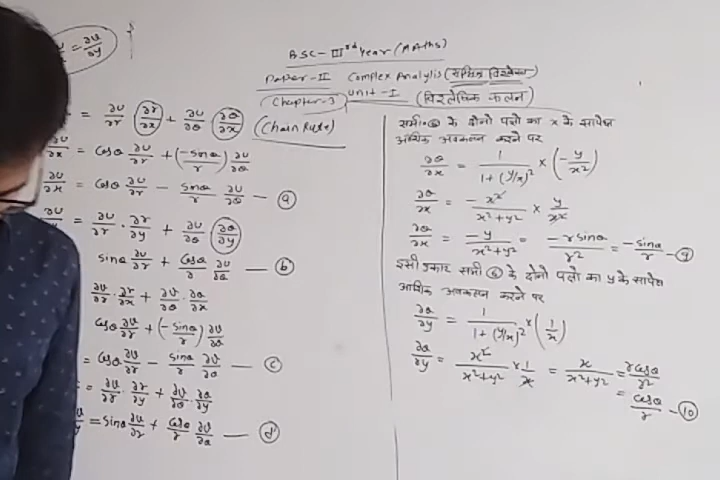 = ∂v/∂y
BSC - III rd Year (MATHS)
Paper-II Complex Analysis (सम्मिश्र विश्लेषण)
Unit - I
Chapter-3 (विश्लेषिक फलन)
(Chain Rule)
= ∂u/∂r (∂r/∂x) + ∂u/∂θ (∂θ/∂x)
∂u/∂x = cosθ ∂u/∂r + (-sinθ/r) ∂u/∂θ
∂u/∂x = cosθ ∂u/∂r - sinθ/r ∂u/∂θ — (a)
∂u/∂y = ∂u/∂r · ∂r/∂y + ∂u/∂θ (∂θ/∂y)
sinθ ∂u/∂r + cosθ/r ∂u/∂θ — (b)
∂v/∂r · ∂r/∂x + ∂v/∂θ · ∂θ/∂x
cosθ ∂v/∂r + (-sinθ/r) ∂v/∂θ
= cosθ ∂v/∂r - sinθ/r ∂v/∂θ — (c)
= ∂v/∂r · ∂r/∂y + ∂v/∂θ · ∂θ/∂y
= sinθ ∂v/∂r + cosθ/r ∂v/∂θ — (d)
समी० (6) के दोनो पक्षो का x के सापेक्ष
आंशिक अवकलन करने पर
∂θ/∂x = 1/(1+(y/x)²) × (-y/x²)
∂θ/∂x = -x²/(x²+y²) × y/x²
∂θ/∂x = -y/(x²+y²) = -r sinθ/r² = -sinθ/r — (9)
इसी प्रकार समी (6) के दोनो पक्षो का y के सापेक्ष
आंशिक अवकलन करने पर
∂θ/∂y = 1/(1+(y/x)²) × (1/x)
∂θ/∂y = x²/(x²+y²) × 1/x = x/(x²+y²) = r cosθ/r²
= cosθ/r — (10)